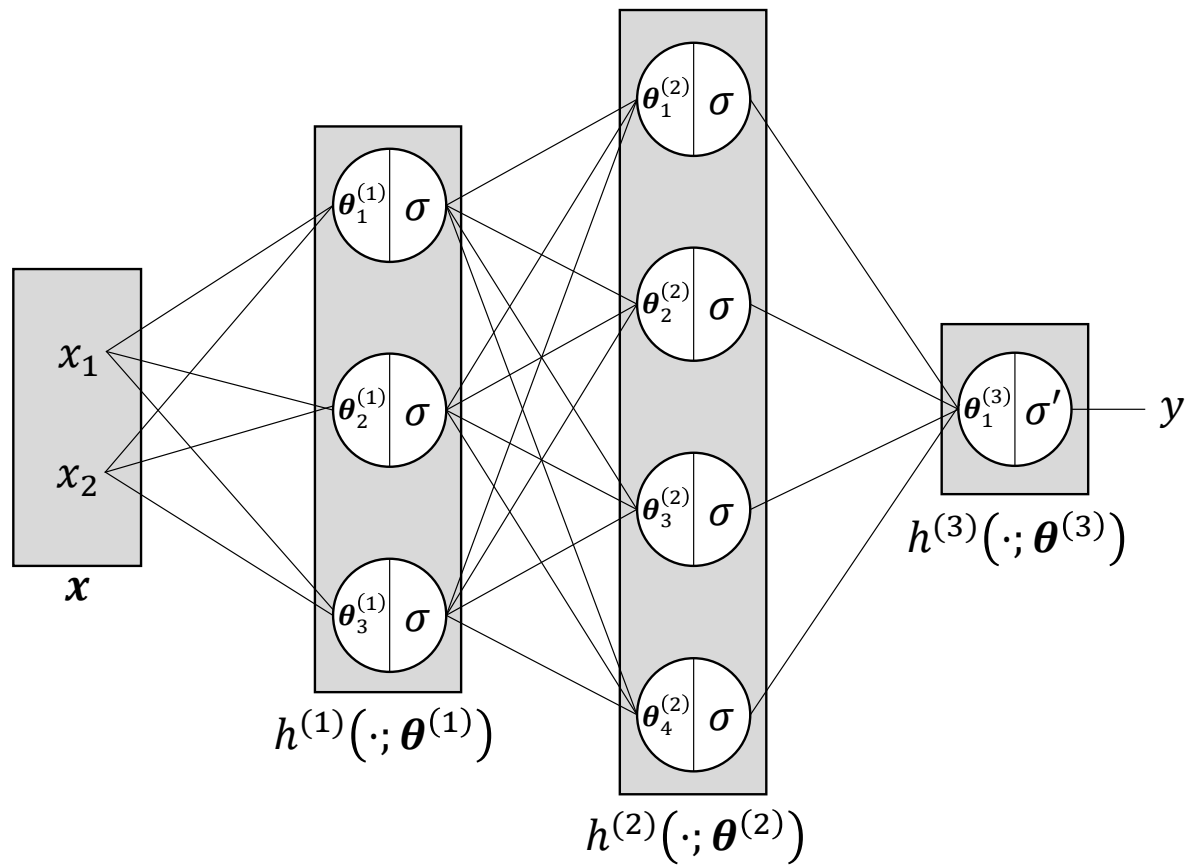 x₁
x₂
𝒙
𝜽₁⁽¹⁾ σ
𝜽₂⁽¹⁾ σ
𝜽₃⁽¹⁾ σ
h⁽¹⁾(·; 𝜽⁽¹⁾)
𝜽₁⁽²⁾ σ
𝜽₂⁽²⁾ σ
𝜽₃⁽²⁾ σ
𝜽₄⁽²⁾ σ
h⁽²⁾(·; 𝜽⁽²⁾)
𝜽₁⁽³⁾ σ′
h⁽³⁾(·; 𝜽⁽³⁾)
y